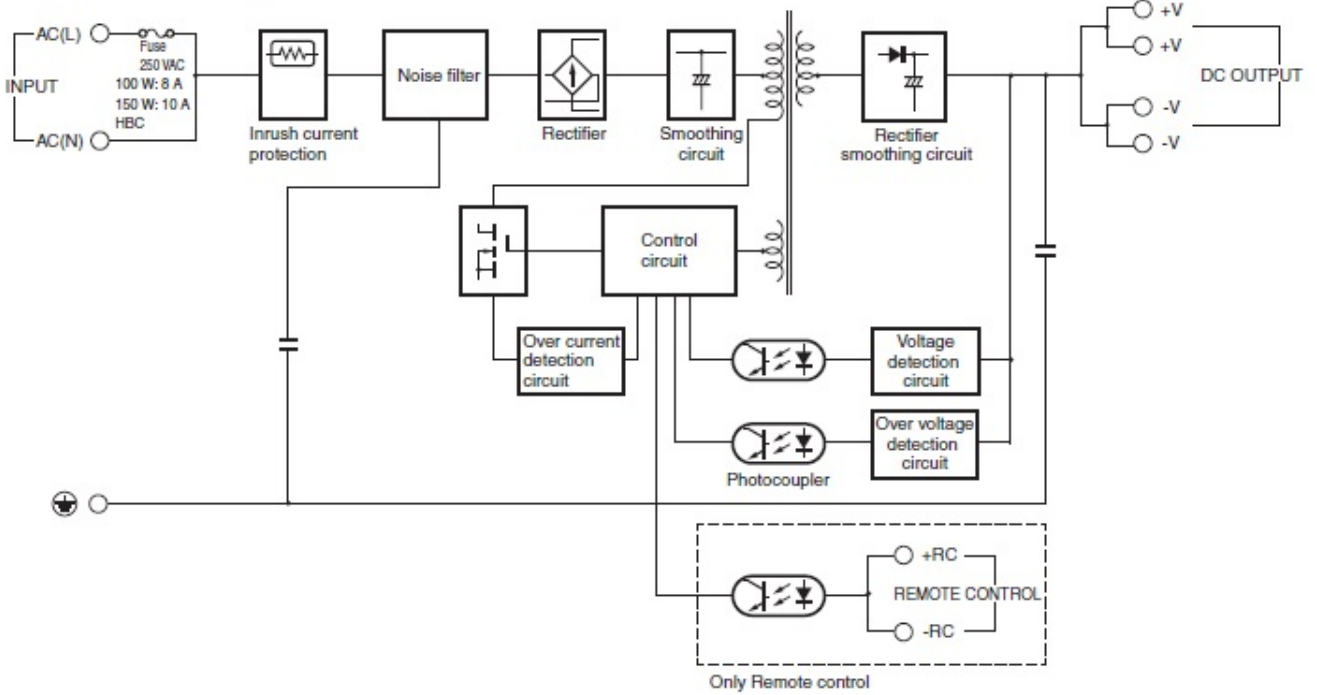 AC(L)
Fuse
250 VAC
100 W: 8 A
150 W: 10 A
HBC
INPUT
AC(N)
Inrush current
protection
Noise filter
Rectifier
Smoothing
circuit
Rectifier
smoothing circuit
+V
+V
DC OUTPUT
-V
-V
Control
circuit
Over current
detection
circuit
Voltage
detection
circuit
Over voltage
detection
circuit
Photocoupler
+RC
REMOTE CONTROL
-RC
Only Remote control